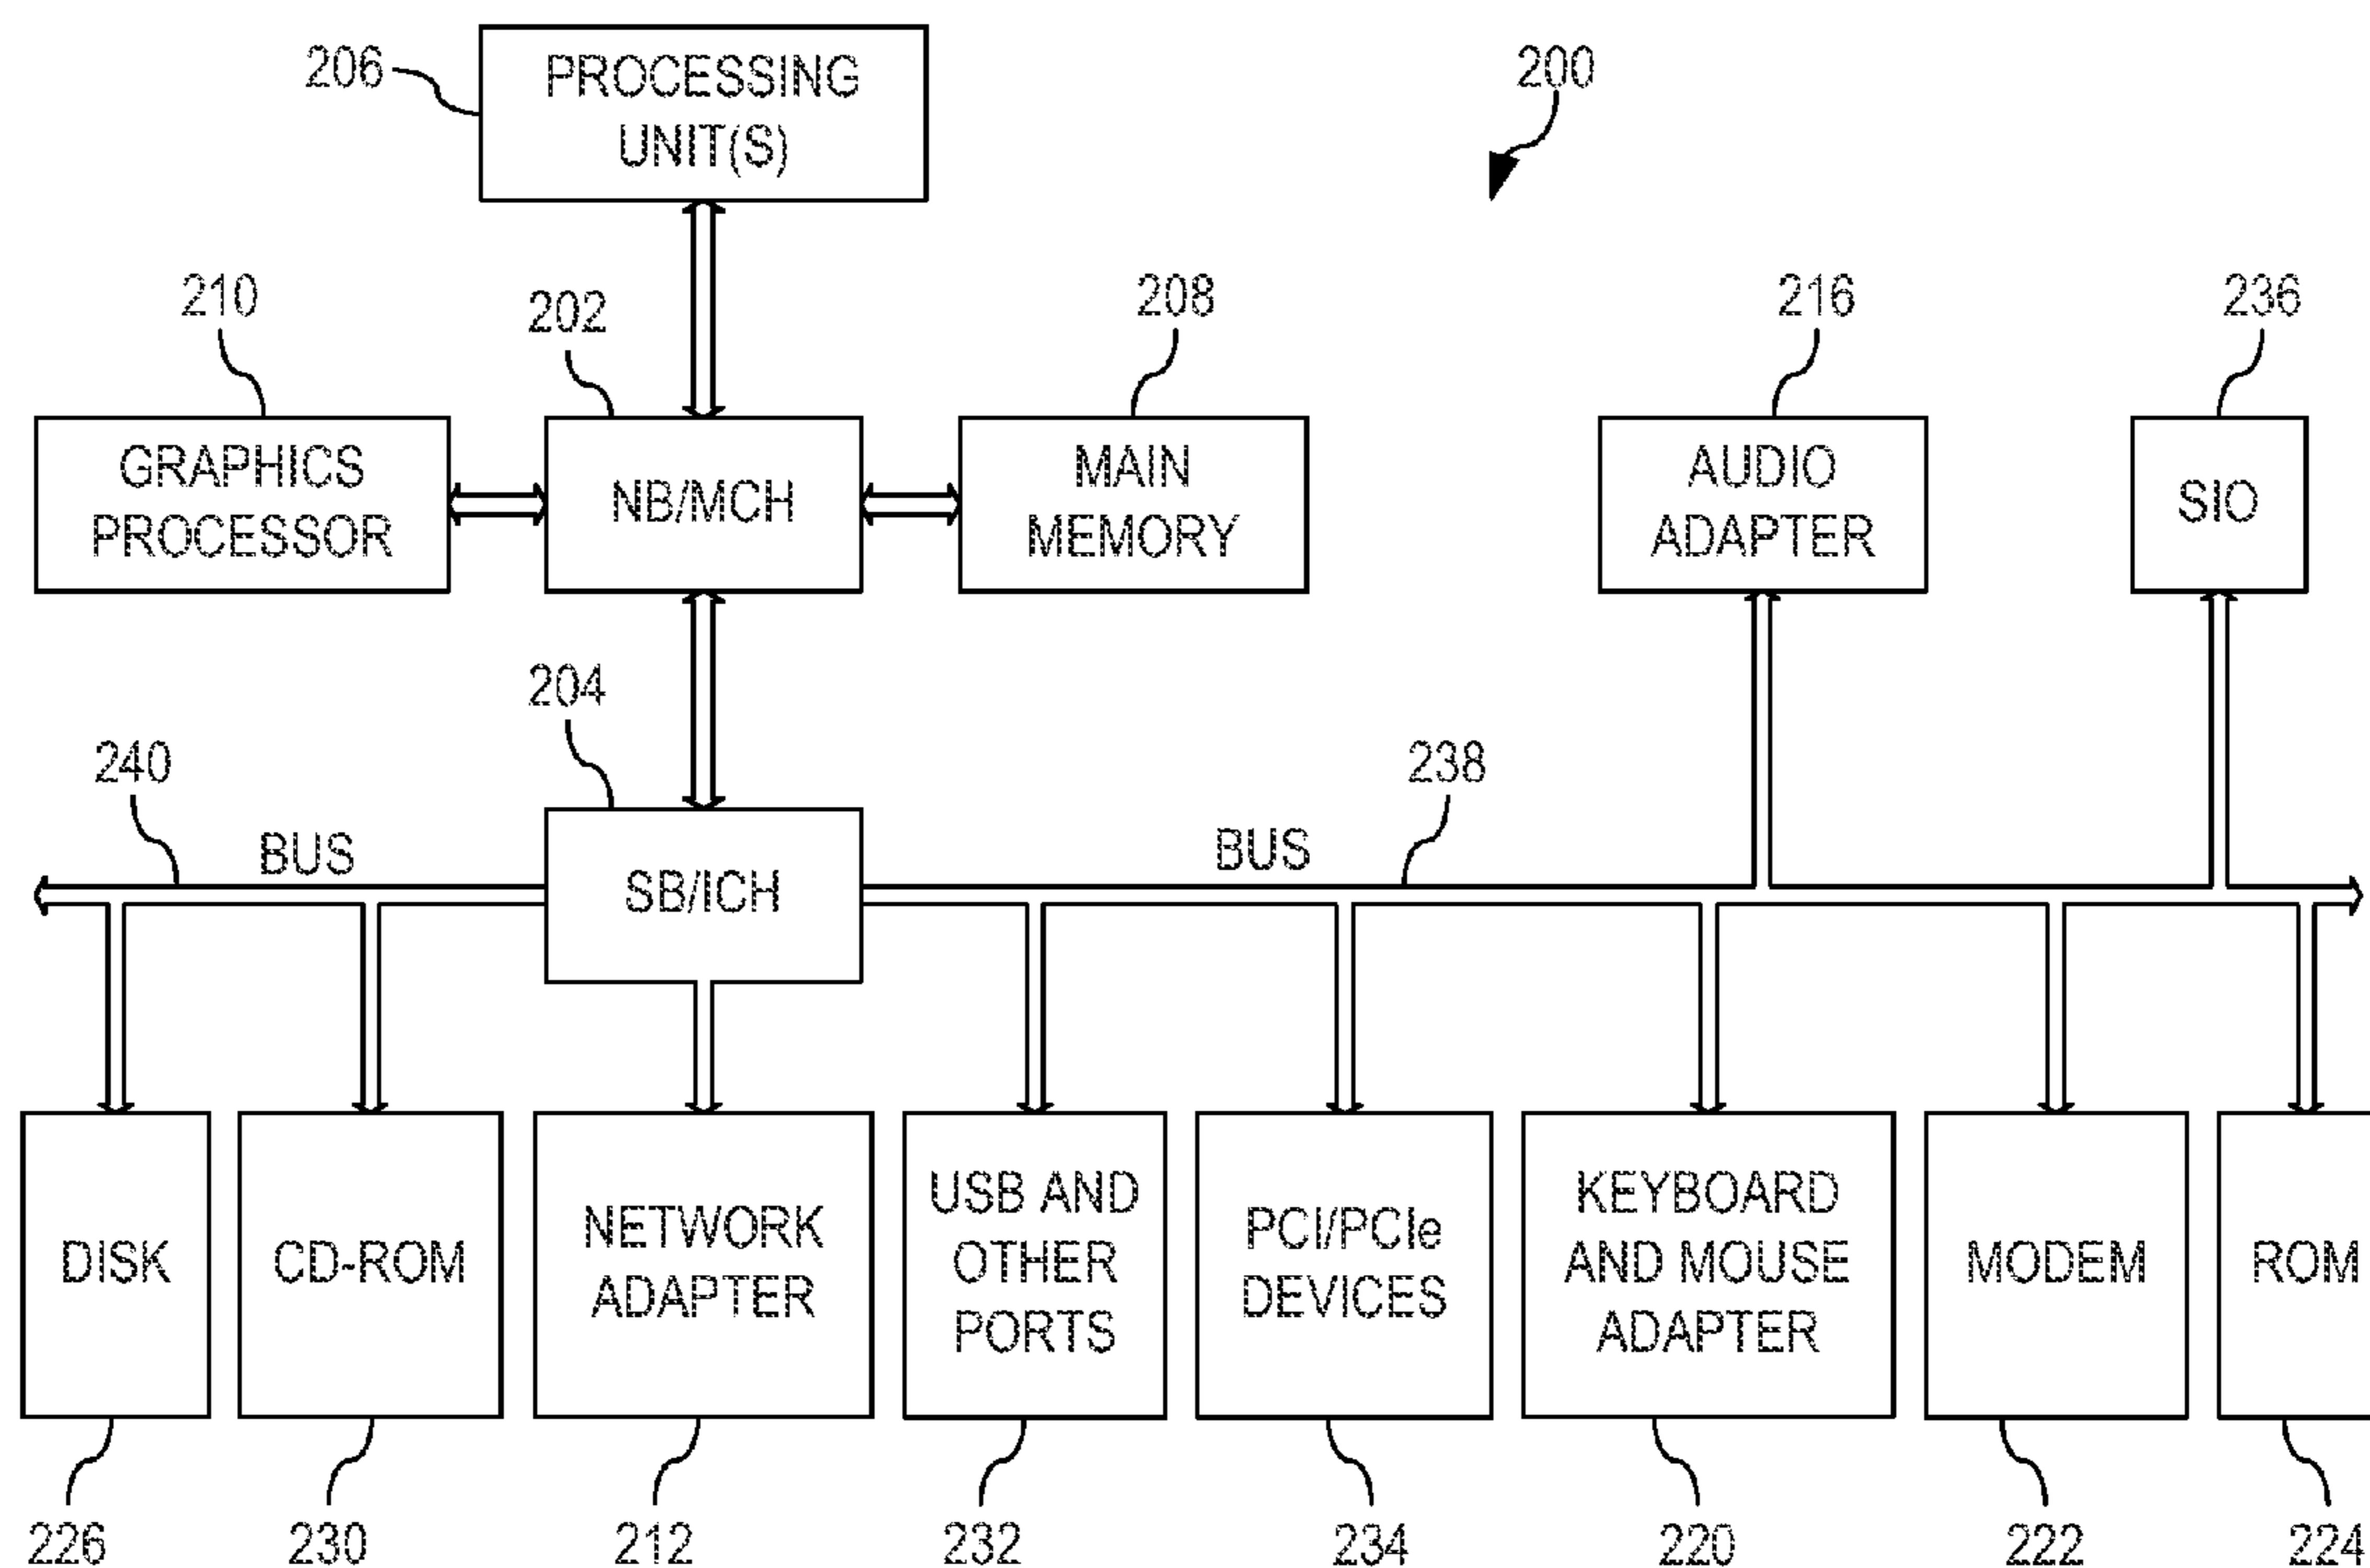 206
PROCESSING
UNIT(S)
200
210
202
208
216
236
GRAPHICS
PROCESSOR
NB/MCH
MAIN
MEMORY
AUDIO
ADAPTER
SIO
204
240
238
BUS
BUS
SB/ICH
DISK
CD-ROM
NETWORK
ADAPTER
USB AND
OTHER
PORTS
PCI/PCIe
DEVICES
KEYBOARD
AND MOUSE
ADAPTER
MODEM
ROM
226
230
212
232
234
220
222
224